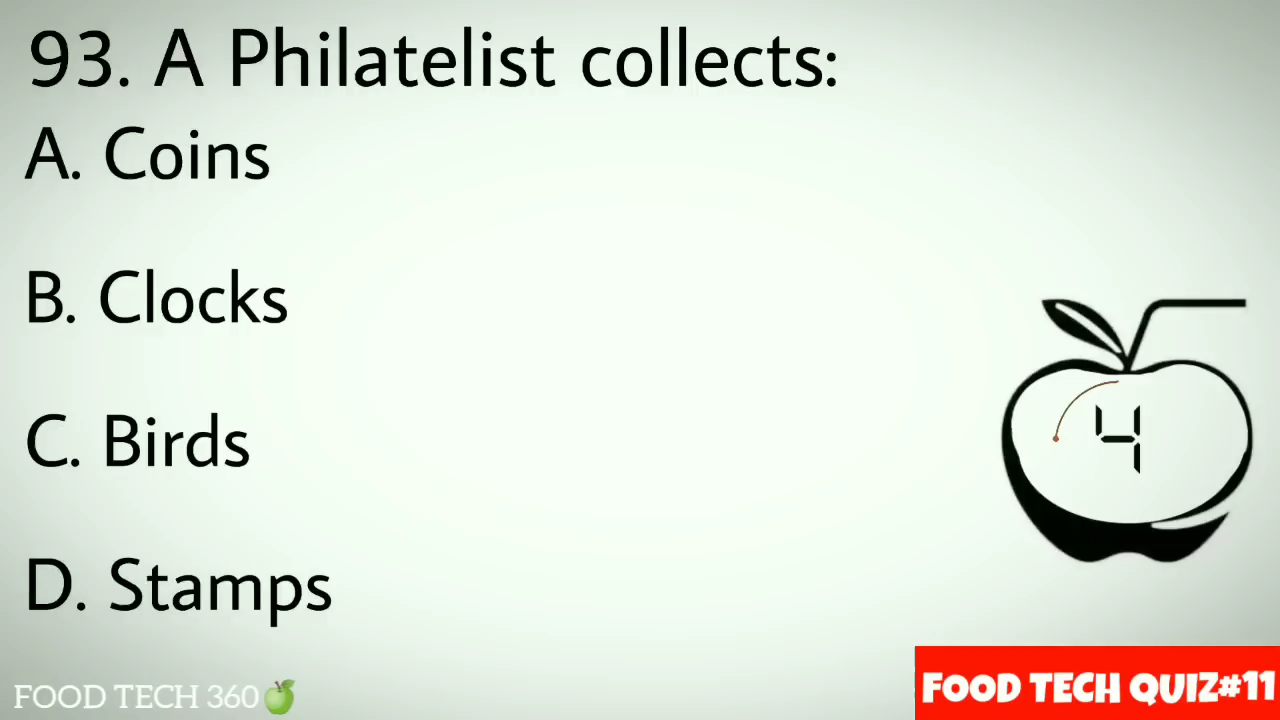 93. A Philatelist collects:
A. Coins
B. Clocks
C. Birds
D. Stamps
4
FOOD TECH 360
FOOD TECH QUIZ#11